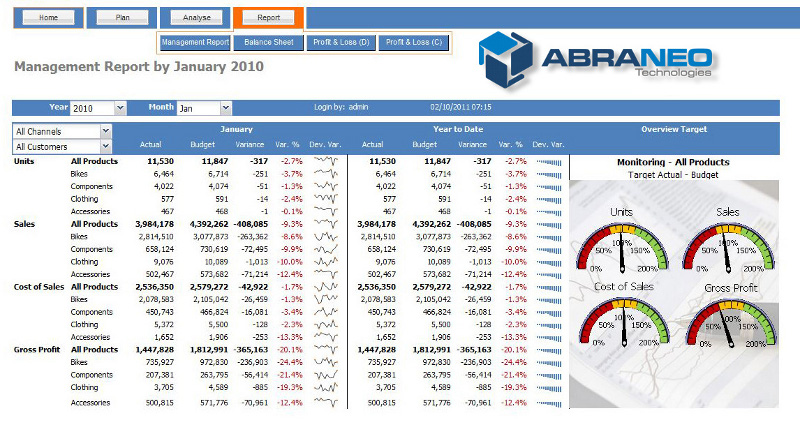 Home Plan Analyse Report
Management Report Balance Sheet Profit & Loss (D) Profit & Loss (C)
ABRANEO
Technologies
Management Report by January 2010
Year 2010 Month Jan Login by: admin 02/10/2011 07:15
All Channels January Year to Date Overview Target
All Customers Actual Budget Variance Var. % Dev. Var. Actual Budget Variance Var. % Dev. Var.
Units All Products 11,530 11,847 -317 -2.7% 11,530 11,847 -317 -2.7%
Bikes 6,464 6,714 -251 -3.7% 6,464 6,714 -251 -3.7%
Components 4,022 4,074 -51 -1.3% 4,022 4,074 -51 -1.3%
Clothing 577 591 -14 -2.4% 577 591 -14 -2.4%
Accessories 467 468 -1 -0.1% 467 468 -1 -0.1%
Sales All Products 3,984,178 4,392,262 -408,085 -9.3% 3,984,178 4,392,262 -408,085 -9.3%
Bikes 2,814,510 3,077,873 -263,362 -8.6% 2,814,510 3,077,873 -263,362 -8.6%
Components 658,124 730,619 -72,495 -9.9% 658,124 730,619 -72,495 -9.9%
Clothing 9,076 10,089 -1,013 -10.0% 9,076 10,089 -1,013 -10.0%
Accessories 502,467 573,682 -71,214 -12.4% 502,467 573,682 -71,214 -12.4%
Cost of Sales All Products 2,536,350 2,579,272 -42,922 -1.7% 2,536,350 2,579,272 -42,922 -1.7%
Bikes 2,078,583 2,105,042 -26,459 -1.3% 2,078,583 2,105,042 -26,459 -1.3%
Components 450,743 466,824 -16,081 -3.4% 450,743 466,824 -16,081 -3.4%
Clothing 5,372 5,500 -128 -2.3% 5,372 5,500 -128 -2.3%
Accessories 1,652 1,906 -253 -13.3% 1,652 1,906 -253 -13.3%
Gross Profit All Products 1,447,828 1,812,991 -365,163 -20.1% 1,447,828 1,812,991 -365,163 -20.1%
Bikes 735,927 972,830 -236,903 -24.4% 735,927 972,830 -236,903 -24.4%
Components 207,381 263,795 -56,414 -21.4% 207,381 263,795 -56,414 -21.4%
Clothing 3,705 4,589 -885 -19.3% 3,705 4,589 -885 -19.3%
Accessories 500,815 571,776 -70,961 -12.4% 500,815 571,776 -70,961 -12.4%
Monitoring - All Products
Target Actual - Budget
Units Sales
100% 100%
50% 150% 50% 150%
0% 200% 0% 200%
Cost of Sales Gross Profit
100% 100%
50% 150% 50% 150%
0% 200% 0% 200%